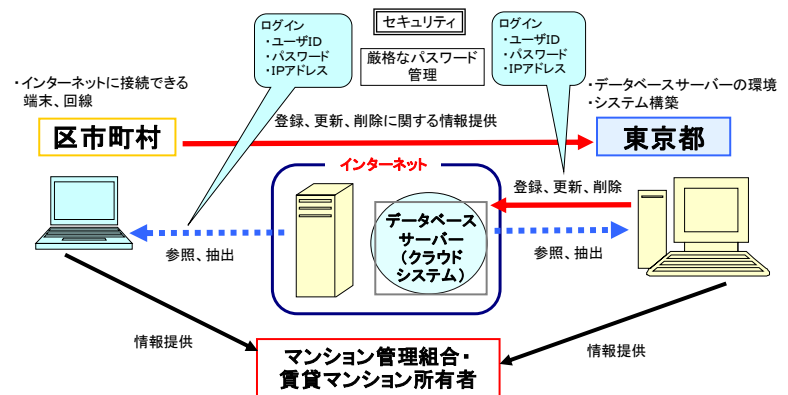 ログイン
・ユーザID
・パスワード
・IPアドレス
セキュリティ
厳格なパスワード
管理
ログイン
・ユーザID
・パスワード
・IPアドレス
・インターネットに接続できる
端末、回線
・データベースサーバーの環境
・システム構築
区市町村
登録、更新、削除に関する情報提供
東京都
インターネット
登録、更新、削除
データベース
サーバー
（クラウド
システム）
参照、抽出
参照、抽出
情報提供
情報提供
マンション管理組合・
賃貸マンション所有者